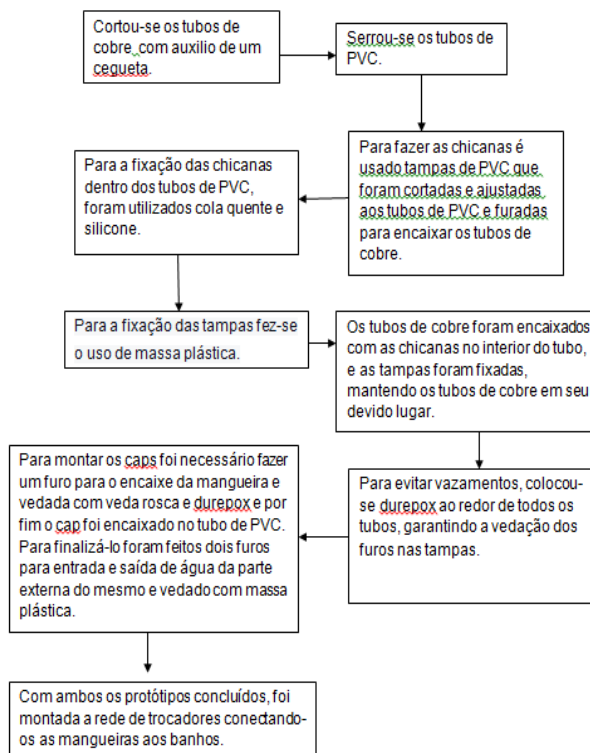 Cortou-se os tubos de
cobre, com auxilio de um
cegueta.
Serrou-se os tubos de
PVC.
Para fazer as chicanas é
usado tampas de PVC que
foram cortadas e ajustadas
aos tubos de PVC e furadas
para encaixar os tubos de
cobre.
Para a fixação das chicanas
dentro dos tubos de PVC,
foram utilizados cola quente e
silicone.
Para a fixação das tampas fez-se
o uso de massa plástica.
Os tubos de cobre foram encaixados
com as chicanas no interior do tubo,
e as tampas foram fixadas,
mantendo os tubos de cobre em seu
devido lugar.
Para evitar vazamentos, colocou-
se durepox ao redor de todos os
tubos, garantindo a vedação dos
furos nas tampas.
Para montar os caps foi necessário fazer
um furo para o encaixe da mangueira e
vedada com veda rosca e durepox e por
fim o cap foi encaixado no tubo de PVC.
Para finalizá-lo foram feitos dois furos
para entrada e saída de água da parte
externa do mesmo e vedado com massa
plástica.
Com ambos os protótipos concluídos, foi
montada a rede de trocadores conectando-
os as mangueiras aos banhos.